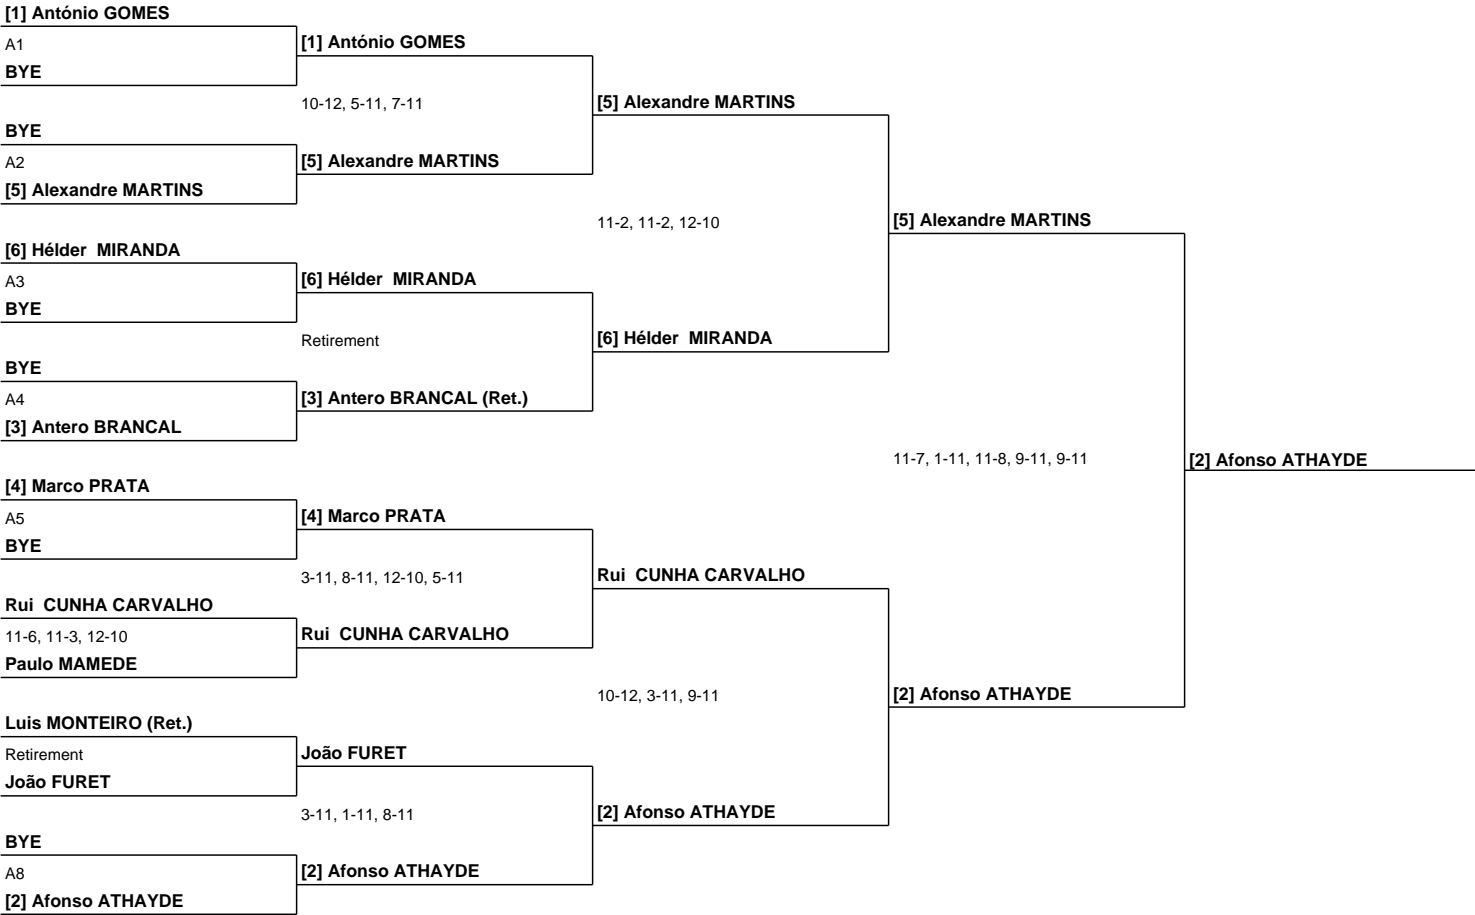 [1] António GOMES
A1
BYE
[1] António GOMES
10-12, 5-11, 7-11
BYE
A2
[5] Alexandre MARTINS
[5] Alexandre MARTINS
[5] Alexandre MARTINS
11-2, 11-2, 12-10
[6] Hélder  MIRANDA
A3
BYE
[6] Hélder  MIRANDA
Retirement
BYE
A4
[3] Antero BRANCAL
[3] Antero BRANCAL (Ret.)
[6] Hélder  MIRANDA
[5] Alexandre MARTINS
11-7, 1-11, 11-8, 9-11, 9-11
[2] Afonso ATHAYDE
[4] Marco PRATA
A5
BYE
[4] Marco PRATA
3-11, 8-11, 12-10, 5-11
Rui  CUNHA CARVALHO
11-6, 11-3, 12-10
Paulo MAMEDE
Rui  CUNHA CARVALHO
Rui  CUNHA CARVALHO
10-12, 3-11, 9-11
[2] Afonso ATHAYDE
Luis MONTEIRO (Ret.)
Retirement
João FURET
João FURET
3-11, 1-11, 8-11
BYE
A8
[2] Afonso ATHAYDE
[2] Afonso ATHAYDE
[2] Afonso ATHAYDE